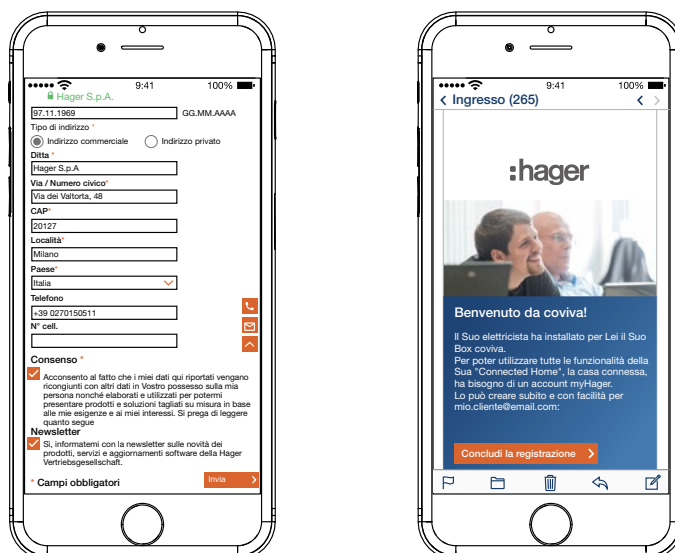 9:41
100%
Hager S.p.A.
97.11.1969
GG.MM.AAAA
Tipo di indirizzo *
Indirizzo commerciale
Indirizzo privato
Ditta *
Hager S.p.A
Via / Numero civico*
Via dei Valtorta, 48
CAP*
20127
Località*
Milano
Paese*
Italia
Telefono
+39 0270150511
N° cell.
Consenso *
Acconsento al fatto che i miei dati qui riportati vengano
ricongiunti con altri dati in Vostro possesso sulla mia
persona nonché elaborati e utilizzati per potermi
presentare prodotti e soluzioni tagliati su misura in base
alle mie esigenze e ai miei interessi. Si prega di leggere
quanto segue
Newsletter
Sì, informatemi con la newsletter sulle novità dei
prodotti, servizi e aggiornamenti software della Hager
Vertriebsgesellschaft.
* Campi obbligatori
Invia
9:41
100%
Ingresso (265)
:hager
Benvenuto da coviva!
Il Suo elettricista ha installato per Lei il Suo
Box coviva.
Per poter utilizzare tutte le funzionalità della
Sua "Connected Home", la casa connessa,
ha bisogno di un account myHager.
Lo può creare subito e con facilità per
mio.cliente@email.com:
Concludi la registrazione